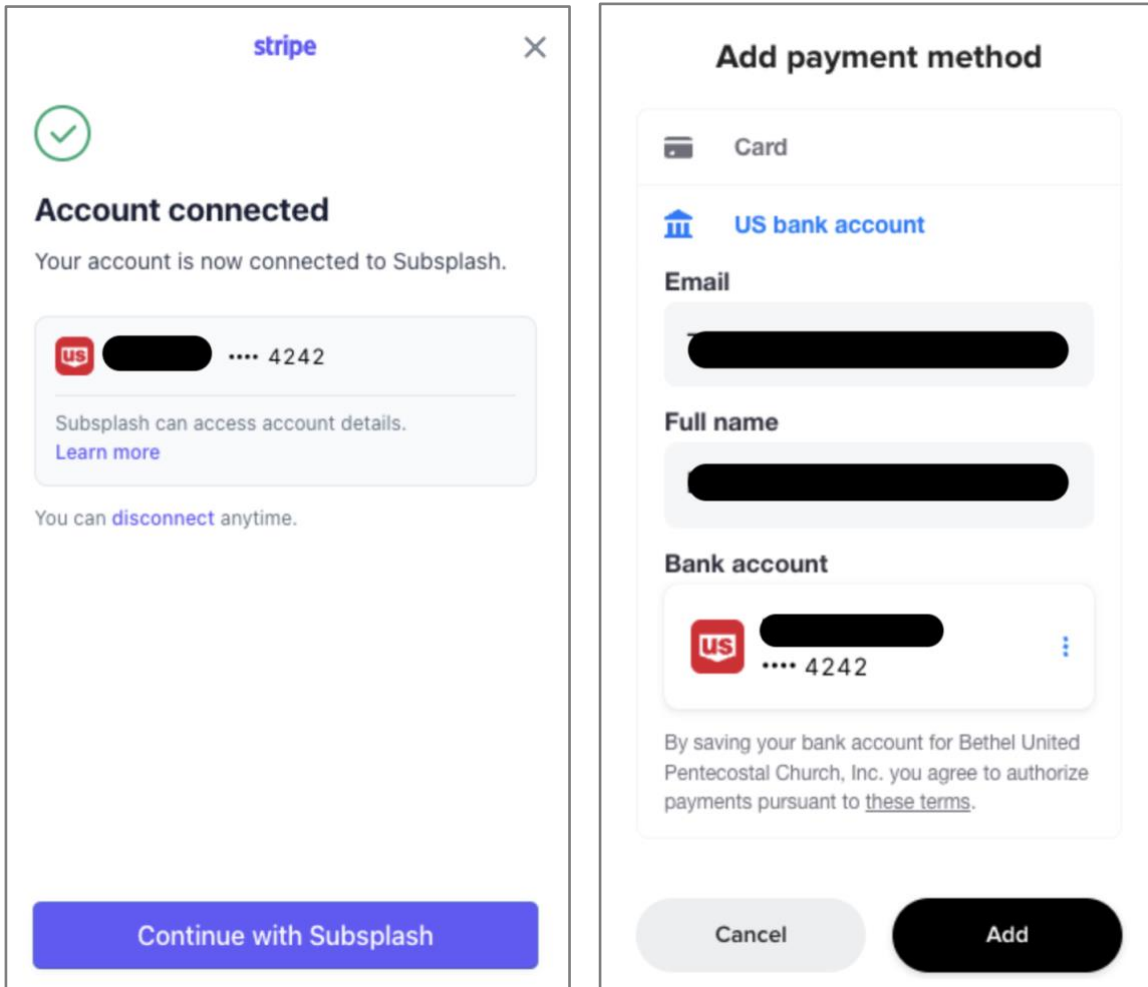 stripe
Account connected
Your account is now connected to Subsplash.
us
•••• 4242
Subsplash can access account details.
Learn more
You can disconnect anytime.
Continue with Subsplash
Add payment method
Card
US bank account
Email
Full name
Bank account
us
•••• 4242
By saving your bank account for Bethel United
Pentecostal Church, Inc. you agree to authorize
payments pursuant to these terms.
Cancel
Add